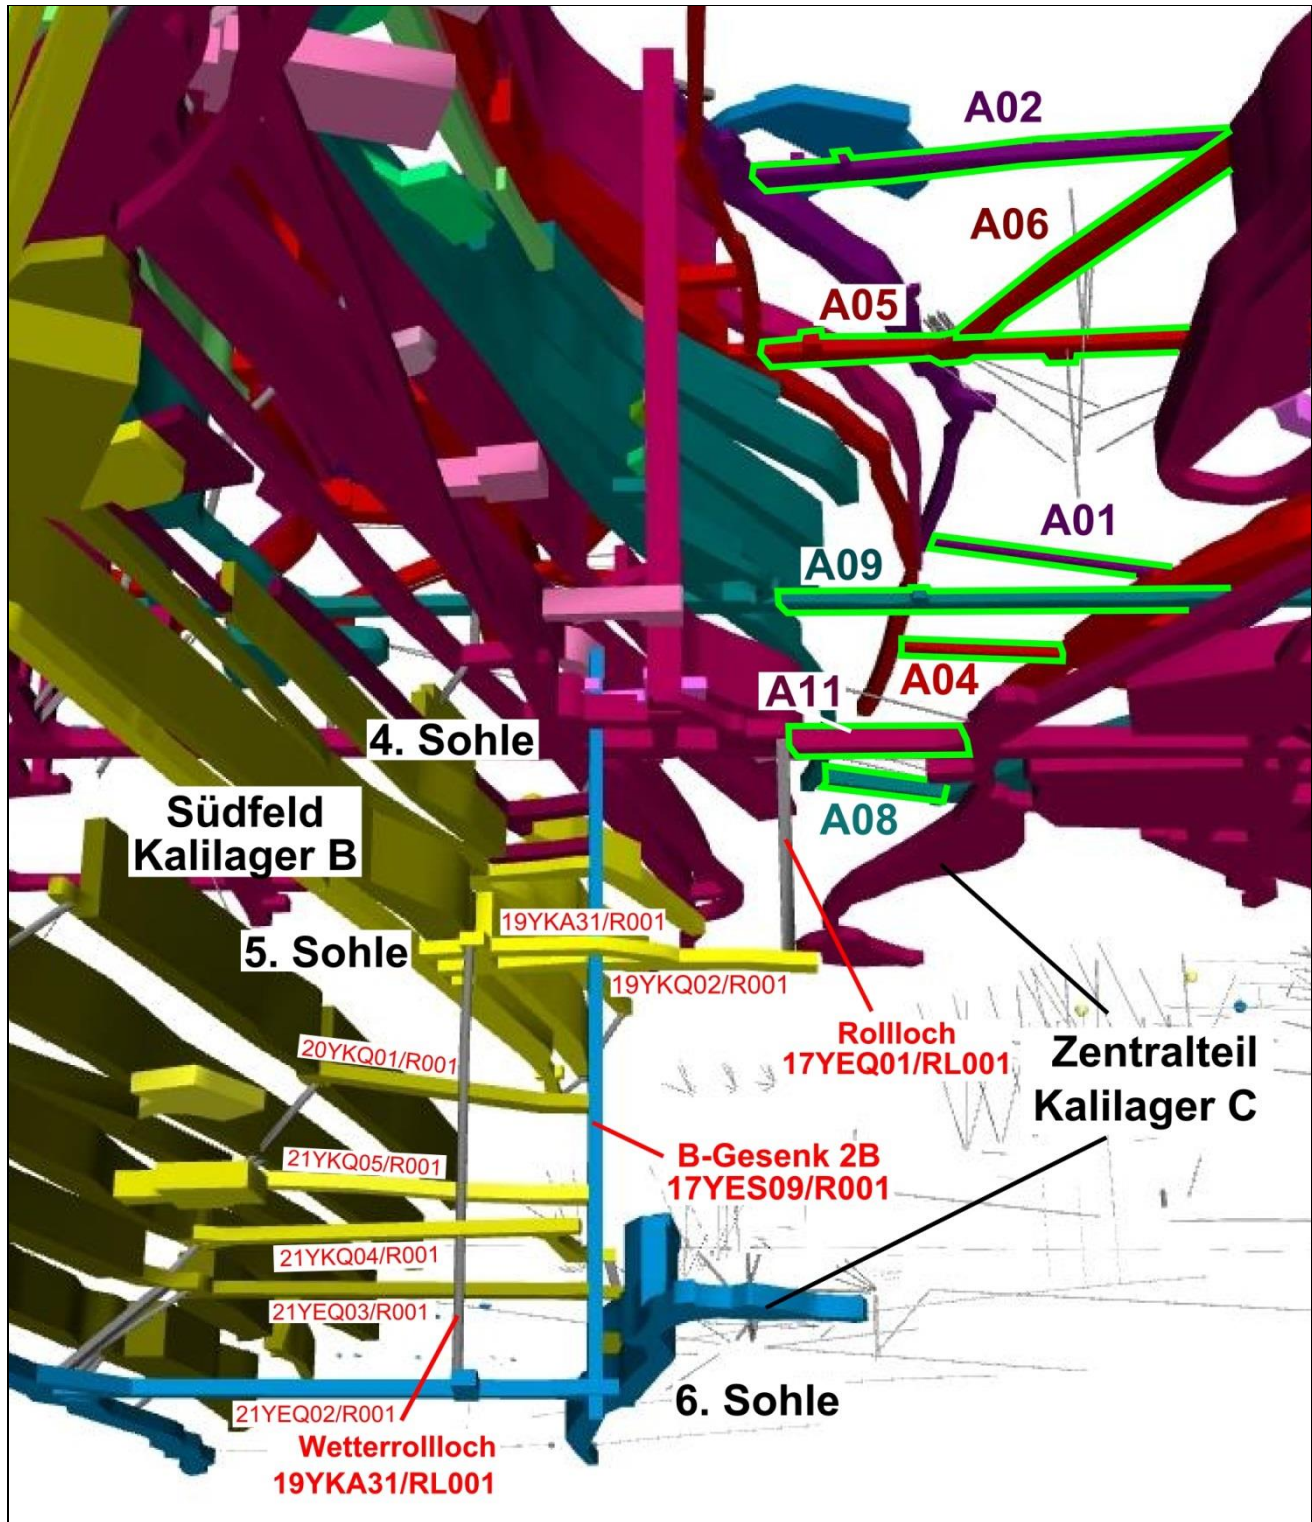 A02
A06
A05
A01
A09
A04
A11
4. Sohle
A08
Südfeld
Kalilager B
19YKA31/R001
5. Sohle
19YKQ02/R001
Rollloch
17YEQ01/RL001
Zentralteil
Kalilager C
20YKQ01/R001
B-Gesenk 2B
17YES09/R001
21YKQ05/R001
21YKQ04/R001
21YEQ03/R001
6. Sohle
21YEQ02/R001
Wetterrollloch
19YKA31/RL001